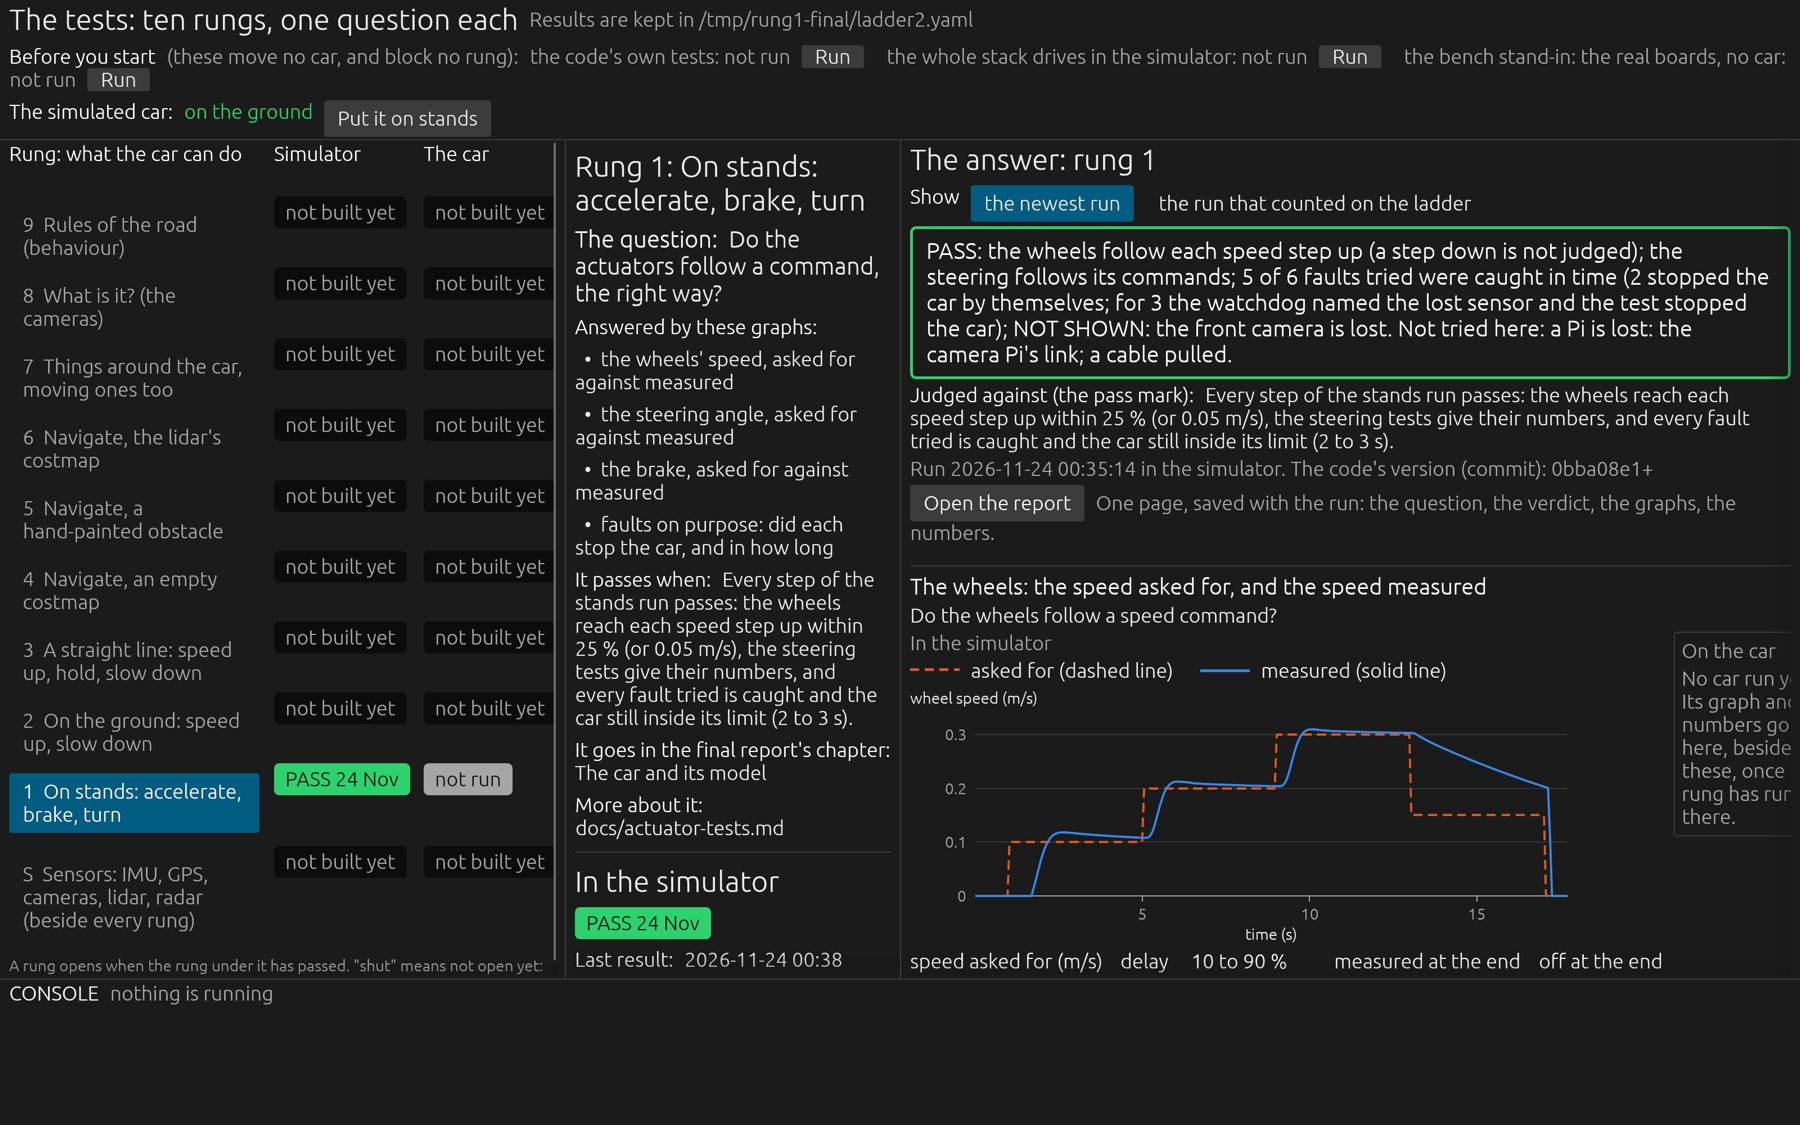 The tests: ten rungs, one question each Results are kept in /tmp/rung1-final/ladder2.yaml
Before you start (these move no car, and block no rung): the code's own tests: not run Run the whole stack drives in the simulator: not run Run the bench stand-in: the real boards, no car:
not run Run
The simulated car: on the ground Put it on stands
Rung: what the car can do Simulator The car
9 Rules of the road
(behaviour)
not built yet not built yet
8 What is it? (the
cameras)
not built yet not built yet
7 Things around the car,
moving ones too
not built yet not built yet
6 Navigate, the lidar's
costmap
not built yet not built yet
5 Navigate, a
hand-painted obstacle
not built yet not built yet
4 Navigate, an empty
costmap
not built yet not built yet
3 A straight line: speed
up, hold, slow down
not built yet not built yet
2 On the ground: speed
up, slow down
not built yet not built yet
1 On stands: accelerate,
brake, turn
PASS 24 Nov not run
S Sensors: IMU, GPS,
cameras, lidar, radar
(beside every rung)
not built yet not built yet
A rung opens when the rung under it has passed. "shut" means not open yet:
Rung 1: On stands:
accelerate, brake, turn
The question: Do the
actuators follow a command,
the right way?
Answered by these graphs:
• the wheels' speed, asked for
against measured
• the steering angle, asked for
against measured
• the brake, asked for against
measured
• faults on purpose: did each
stop the car, and in how long
It passes when: Every step of the
stands run passes: the wheels
reach each speed step up within
25 % (or 0.05 m/s), the steering
tests give their numbers, and
every fault tried is caught and the
car still inside its limit (2 to 3 s).
It goes in the final report's chapter:
The car and its model
More about it:
docs/actuator-tests.md
In the simulator
PASS 24 Nov
Last result: 2026-11-24 00:38
The answer: rung 1
Show the newest run the run that counted on the ladder
PASS: the wheels follow each speed step up (a step down is not judged); the
steering follows its commands; 5 of 6 faults tried were caught in time (2 stopped the
car by themselves; for 3 the watchdog named the lost sensor and the test stopped
the car); NOT SHOWN: the front camera is lost. Not tried here: a Pi is lost: the
camera Pi's link; a cable pulled.
Judged against (the pass mark): Every step of the stands run passes: the wheels reach each
speed step up within 25 % (or 0.05 m/s), the steering tests give their numbers, and every fault
tried is caught and the car still inside its limit (2 to 3 s).
Run 2026-11-24 00:35:14 in the simulator. The code's version (commit): 0bba08e1+
Open the report One page, saved with the run: the question, the verdict, the graphs, the
numbers.
The wheels: the speed asked for, and the speed measured
Do the wheels follow a speed command?
In the simulator
asked for (dashed line) measured (solid line)
wheel speed (m/s)
0.3
0.2
0.1
0
5 10 15
time (s)
On the car
No car run y
Its graph and
numbers go
here, beside
these, once
rung has run
there.
speed asked for (m/s) delay 10 to 90 % measured at the end off at the end
CONSOLE nothing is running